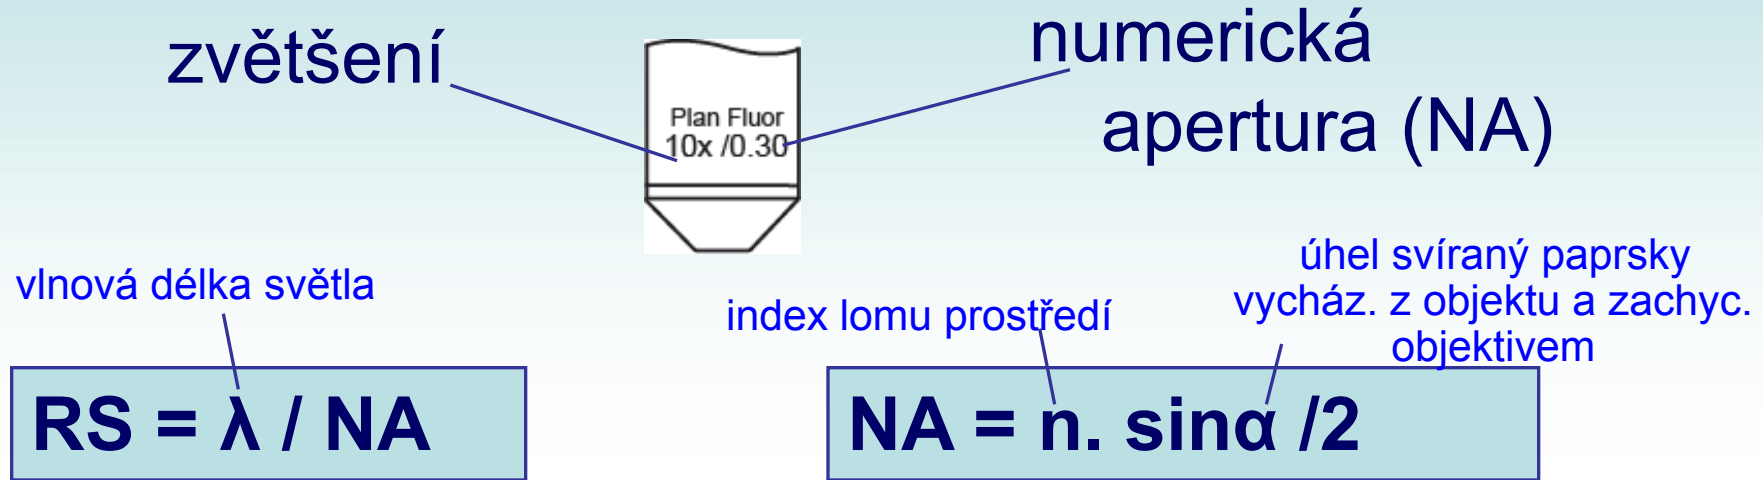 zvětšení
numerická
apertura (NA)
Plan Fluor
10x /0.30
vlnová délka světla
index lomu prostředí
úhel svíraný paprsky
vycház. z objektu a zachyc.
objektivem
RS = λ / NA
NA = n. sinα /2